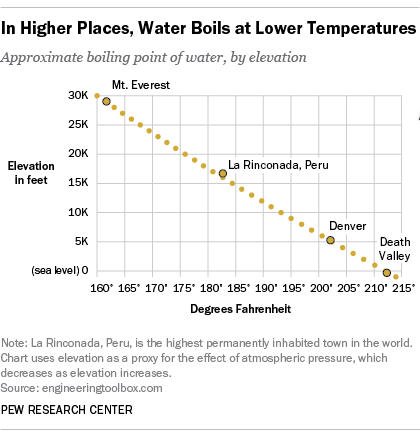 In Higher Places, Water Boils at Lower Temperatures
Approximate boiling point of water, by elevation
Mt. Everest
30K
25K
20K
15K
10K
5K
(sea level) 0
Elevation
in feet
La Rinconada, Peru
Denver
Death
Valley
160° 165° 170° 175° 180° 185° 190° 195° 200° 205° 210° 215°
Degrees Fahrenheit
Note: La Rinconada, Peru, is the highest permanently inhabited town in the world.
Chart uses elevation as a proxy for the effect of atmospheric pressure, which
decreases as elevation increases.
Source: engineeringtoolbox.com
PEW RESEARCH CENTER